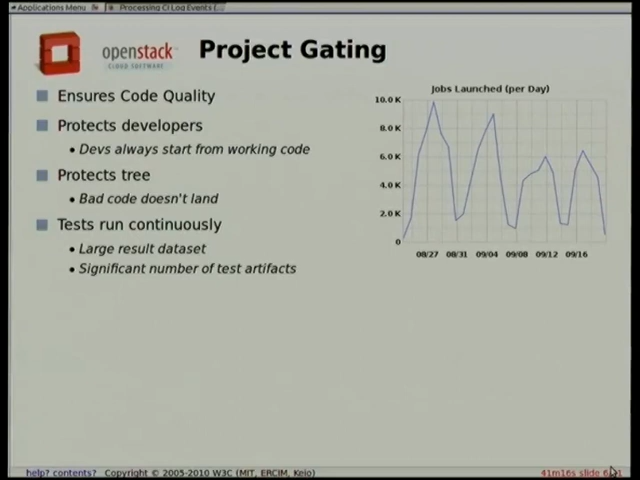 Applications Menu
Processing CI Log Events (...
openstack
CLOUD SOFTWARE
Project Gating
Ensures Code Quality
Protects developers
• Devs always start from working code
Protects tree
• Bad code doesn't land
Tests run continuously
• Large result dataset
• Significant number of test artifacts
Jobs Launched (per Day)
10.0 K
8.0 K
6.0 K
4.0 K
2.0 K
0
08/27 08/31 09/04 09/08 09/12 09/16
help? contents? Copyright © 2005-2010 W3C (MIT, ERCIM, Keio)
41m16s slide